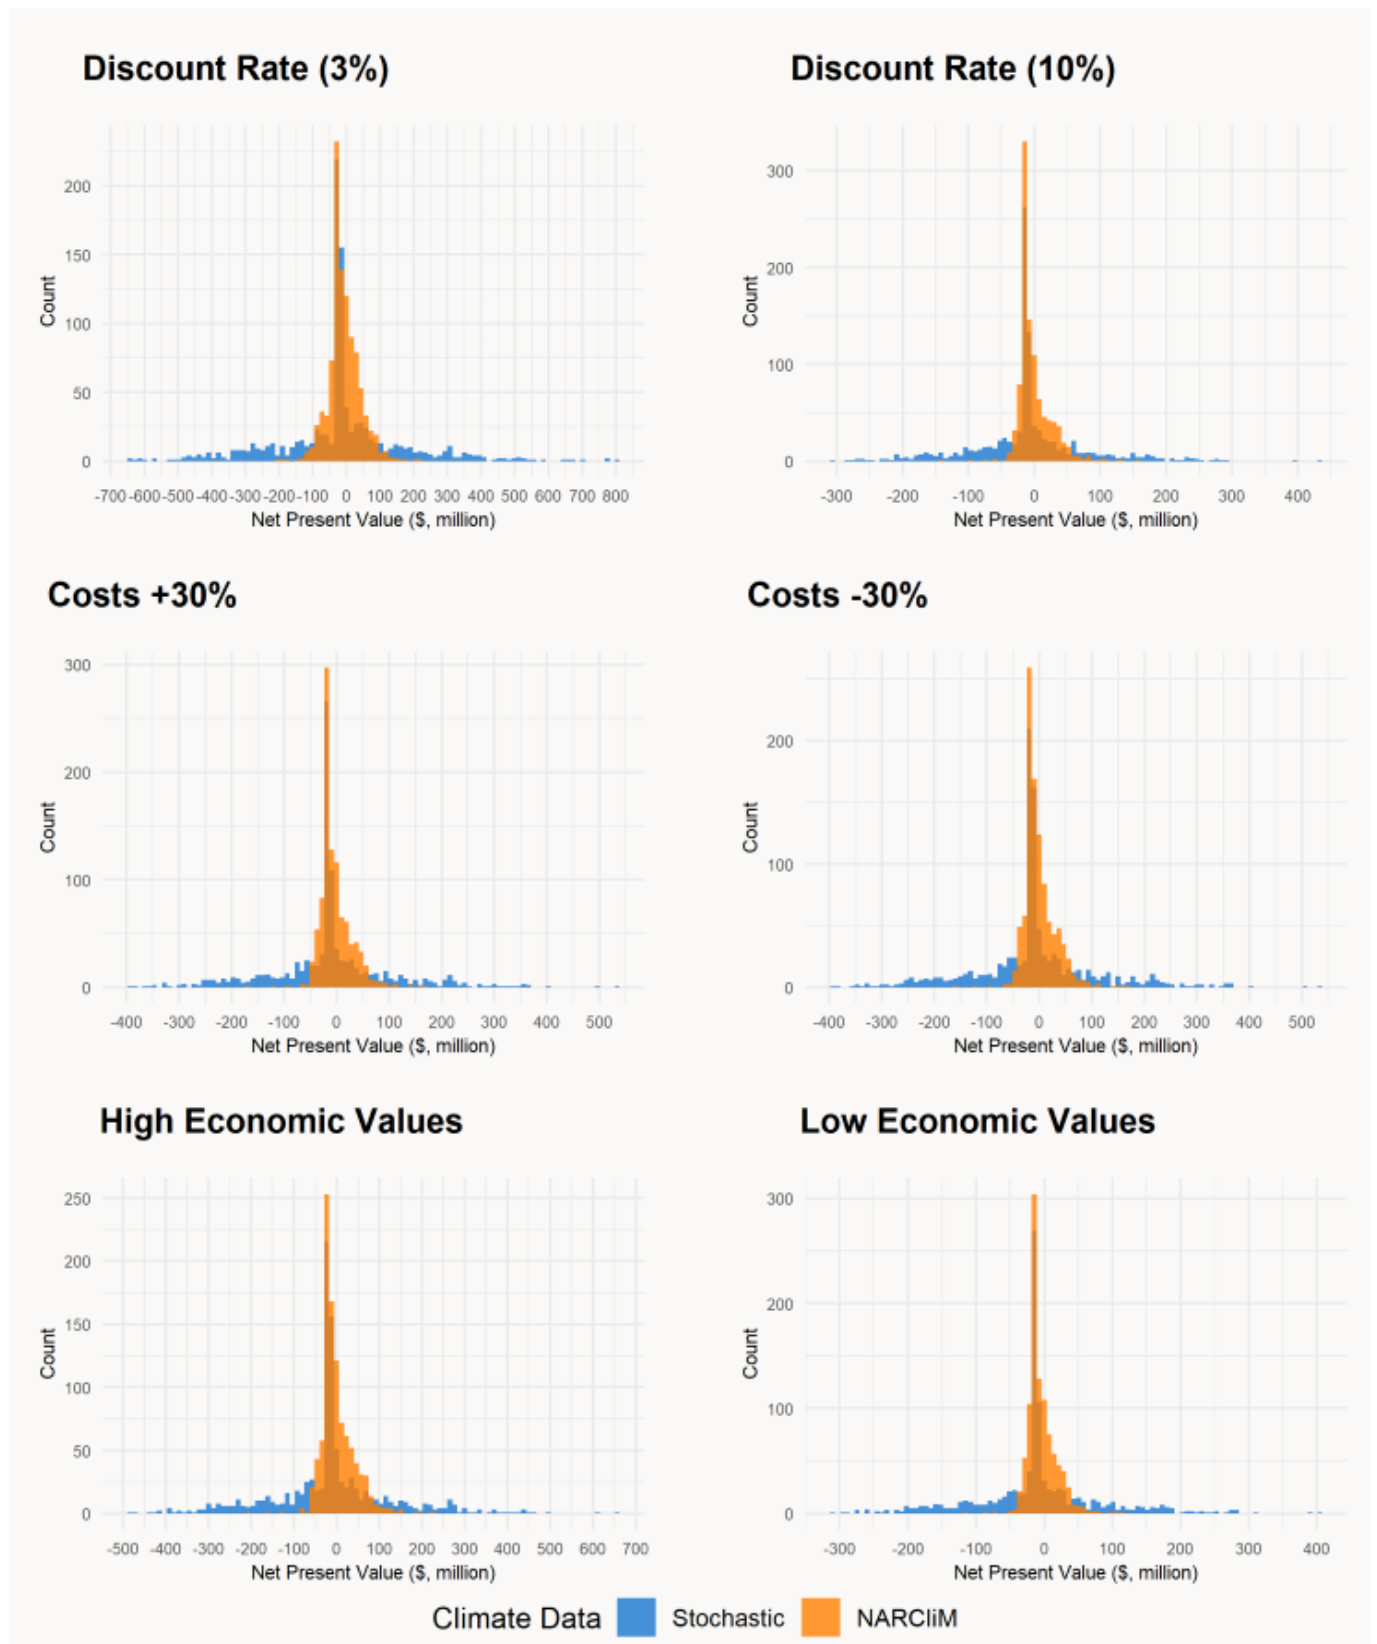 Discount Rate (3%)
Discount Rate (10%)
Count
200
150
100
50
0
-700 -600 -500 -400 -300 -200 -100 0 100 200 300 400 500 600 700 800
Net Present Value ($, million)
Count
300
200
100
0
-300 -200 -100 0 100 200 300 400
Net Present Value ($, million)
Costs +30%
Costs -30%
Count
300
200
100
0
-400 -300 -200 -100 0 100 200 300 400 500
Net Present Value ($, million)
Count
200
100
0
-400 -300 -200 -100 0 100 200 300 400 500
Net Present Value ($, million)
High Economic Values
Low Economic Values
Count
250
200
150
100
50
0
-500 -400 -300 -200 -100 0 100 200 300 400 500 600 700
Net Present Value ($, million)
Count
300
200
100
0
-300 -200 -100 0 100 200 300 400
Net Present Value ($, million)
Climate Data Stochastic NARCliM